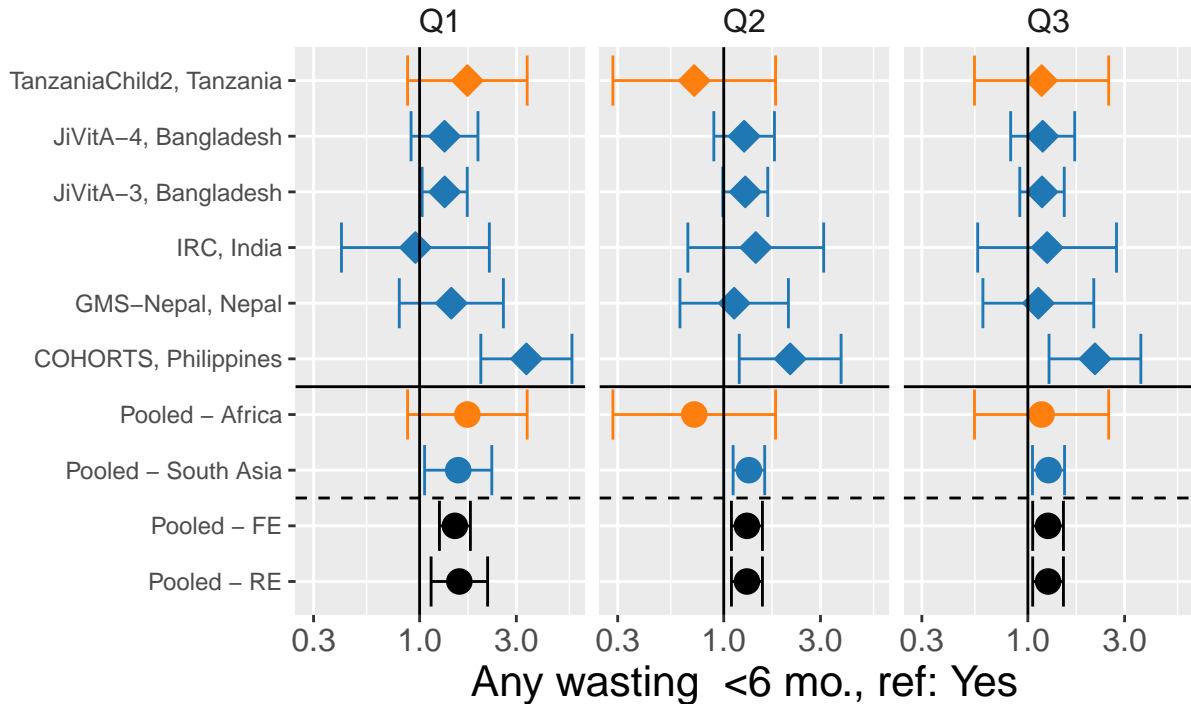 Q1 Q2 Q3
TanzaniaChild2, Tanzania
JiVitA−4, Bangladesh
JiVitA−3, Bangladesh
IRC, India
GMS−Nepal, Nepal
COHORTS, Philippines
Pooled − Africa
Pooled − South Asia
Pooled − FE
Pooled − RE
0.3 1.0 3.0 0.3 1.0 3.0 0.3 1.0 3.0
Any wasting  <6 mo., ref: Yes